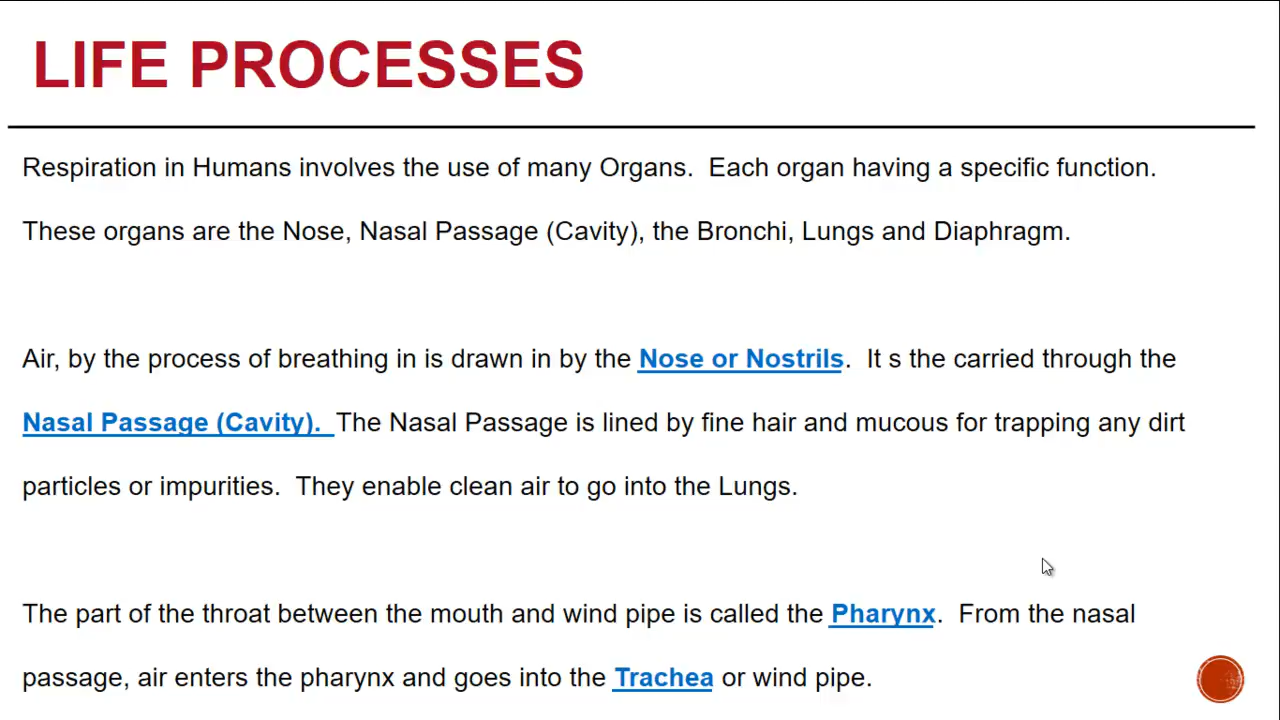 LIFE PROCESSES
Respiration in Humans involves the use of many Organs.  Each organ having a specific function.
These organs are the Nose, Nasal Passage (Cavity), the Bronchi, Lungs and Diaphragm.
Air, by the process of breathing in is drawn in by the Nose or Nostrils.  It s the carried through the
Nasal Passage (Cavity).  The Nasal Passage is lined by fine hair and mucous for trapping any dirt
particles or impurities.  They enable clean air to go into the Lungs.
The part of the throat between the mouth and wind pipe is called the Pharynx.  From the nasal
passage, air enters the pharynx and goes into the Trachea or wind pipe.